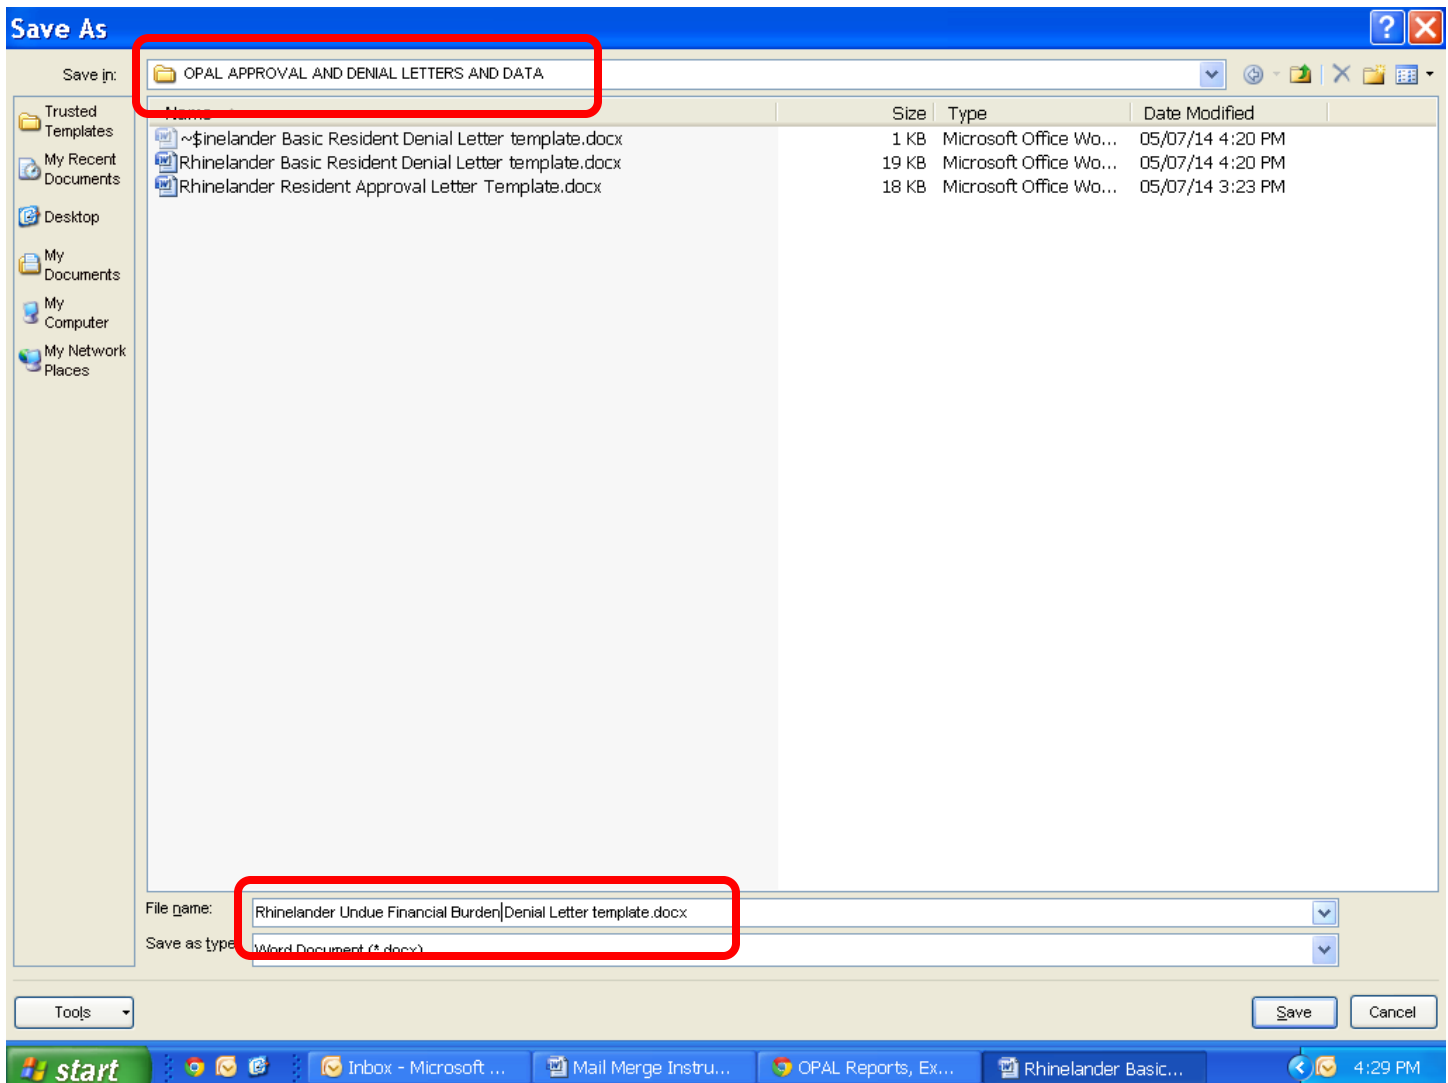 Save As
Save in:
OPAL APPROVAL AND DENIAL LETTERS AND DATA
Trusted
Templates
My Recent
Documents
Desktop
My
Documents
My
Computer
My Network
Places
Name Size Type Date Modified
~$inelander Basic Resident Denial Letter template.docx 1 KB Microsoft Office Wo... 05/07/14 4:20 PM
Rhinelander Basic Resident Denial Letter template.docx 19 KB Microsoft Office Wo... 05/07/14 4:20 PM
Rhinelander Resident Approval Letter Template.docx 18 KB Microsoft Office Wo... 05/07/14 3:23 PM
File name: Rhinelander Undue Financial Burden Denial Letter template.docx
Save as type Word Document (*.docx)
Tools Save Cancel
start Inbox - Microsoft ... Mail Merge Instru... OPAL Reports, Ex... Rhinelander Basic... 4:29 PM